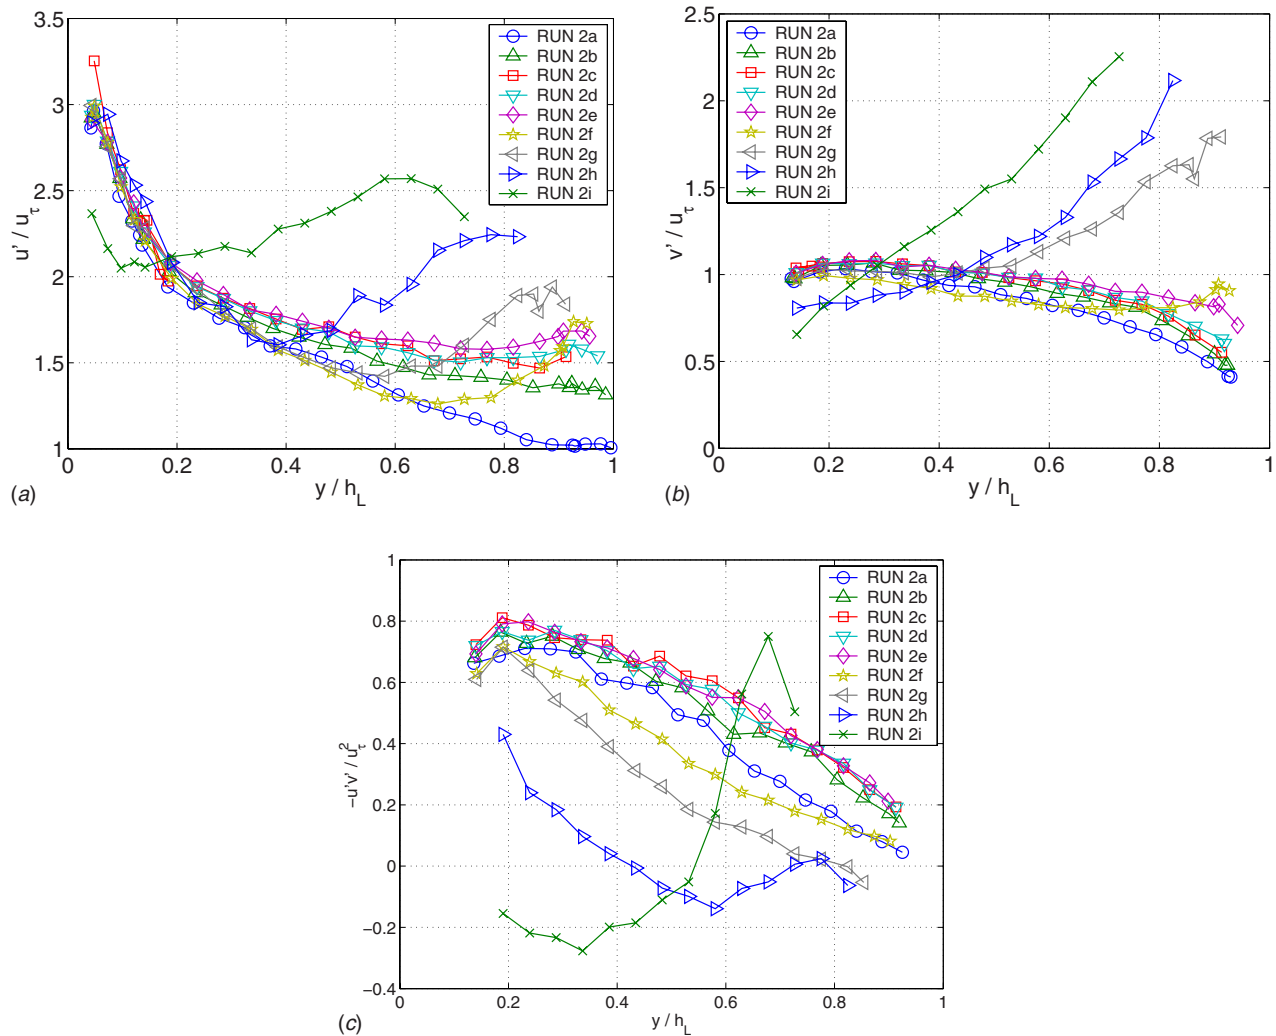 3.5
3
2.5
2
1.5
1
0
0.2
0.4
0.6
0.8
1
u' / u_τ
y / h_L
RUN 2a
RUN 2b
RUN 2c
RUN 2d
RUN 2e
RUN 2f
RUN 2g
RUN 2h
RUN 2i
(a)
2.5
2
1.5
1
0.5
0
0
0.2
0.4
0.6
0.8
1
v' / u_τ
y / h_L
RUN 2a
RUN 2b
RUN 2c
RUN 2d
RUN 2e
RUN 2f
RUN 2g
RUN 2h
RUN 2i
(b)
1
0.8
0.6
0.4
0.2
0
-0.2
-0.4
0
0.2
0.4
0.6
0.8
1
-u'v' / u_τ^2
y / h_L
RUN 2a
RUN 2b
RUN 2c
RUN 2d
RUN 2e
RUN 2f
RUN 2g
RUN 2h
RUN 2i
(c)